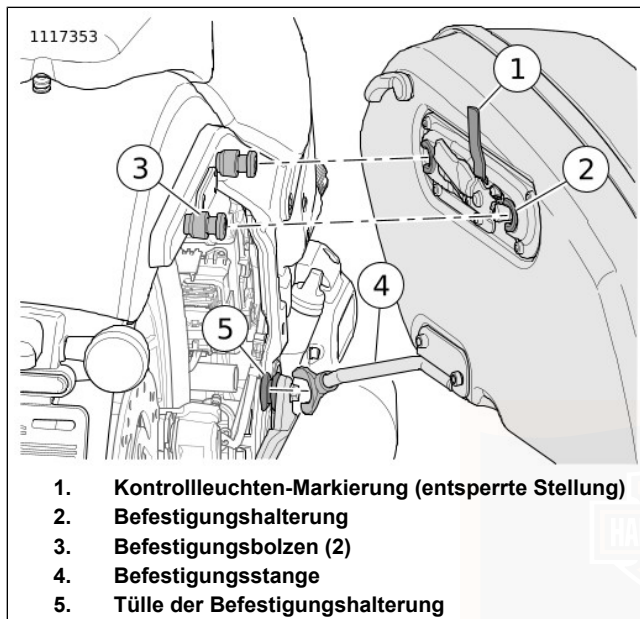 1117353
1
2
3
4
5
1. Kontrollleuchten-Markierung (entsperrte Stellung)
2. Befestigungshalterung
3. Befestigungsbolzen (2)
4. Befestigungsstange
5. Tülle der Befestigungshalterung
HA